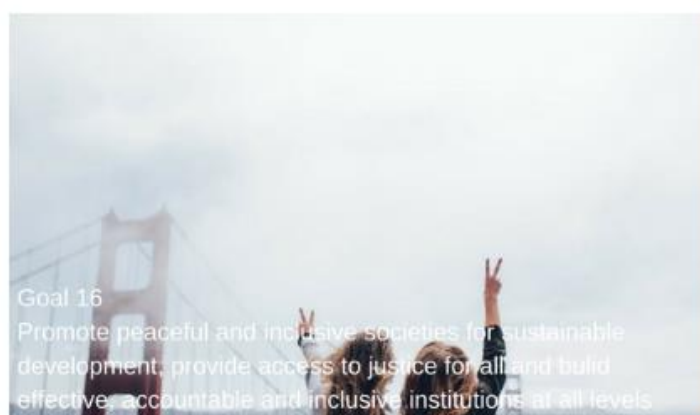 Goal 16
Promote peaceful and inclusive societies for sustainable
development, provide access to justice for all and bulid
effective, accountable and inclusive institutions at all levels